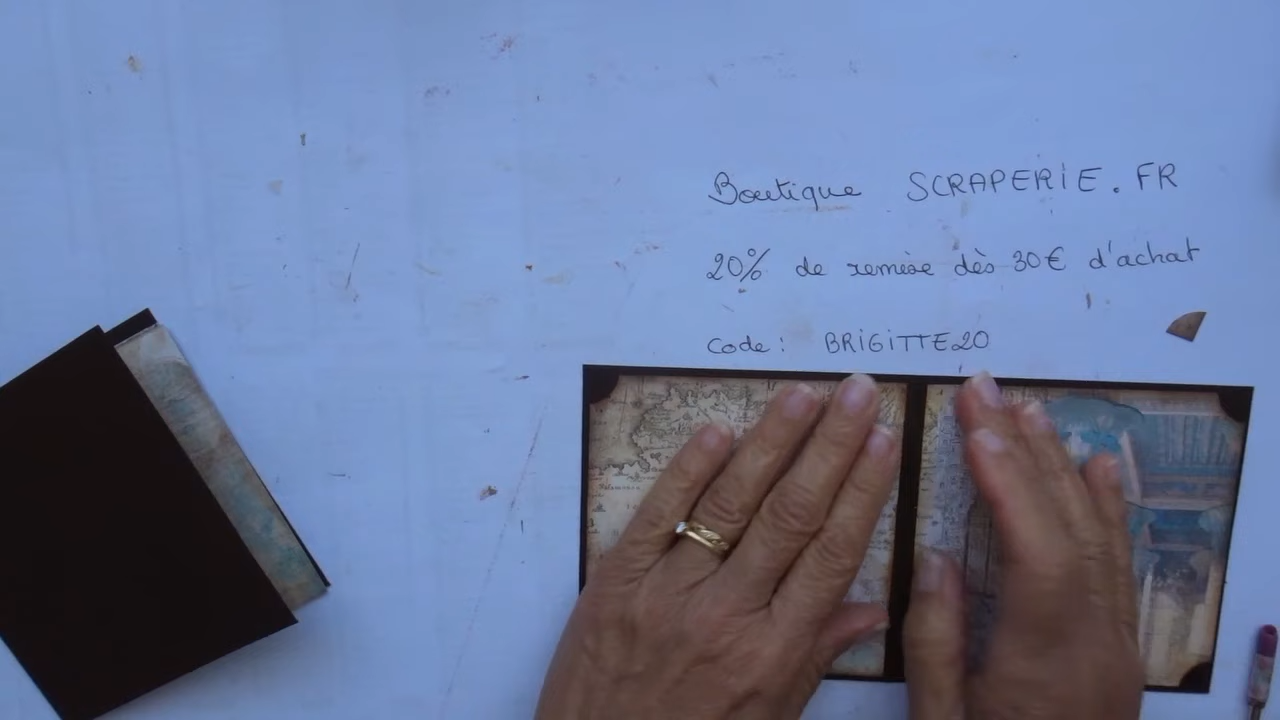 Boutique SCRAPERIE.FR
20% de remise dès 30€ d'achat
Code: BRIGITTE20